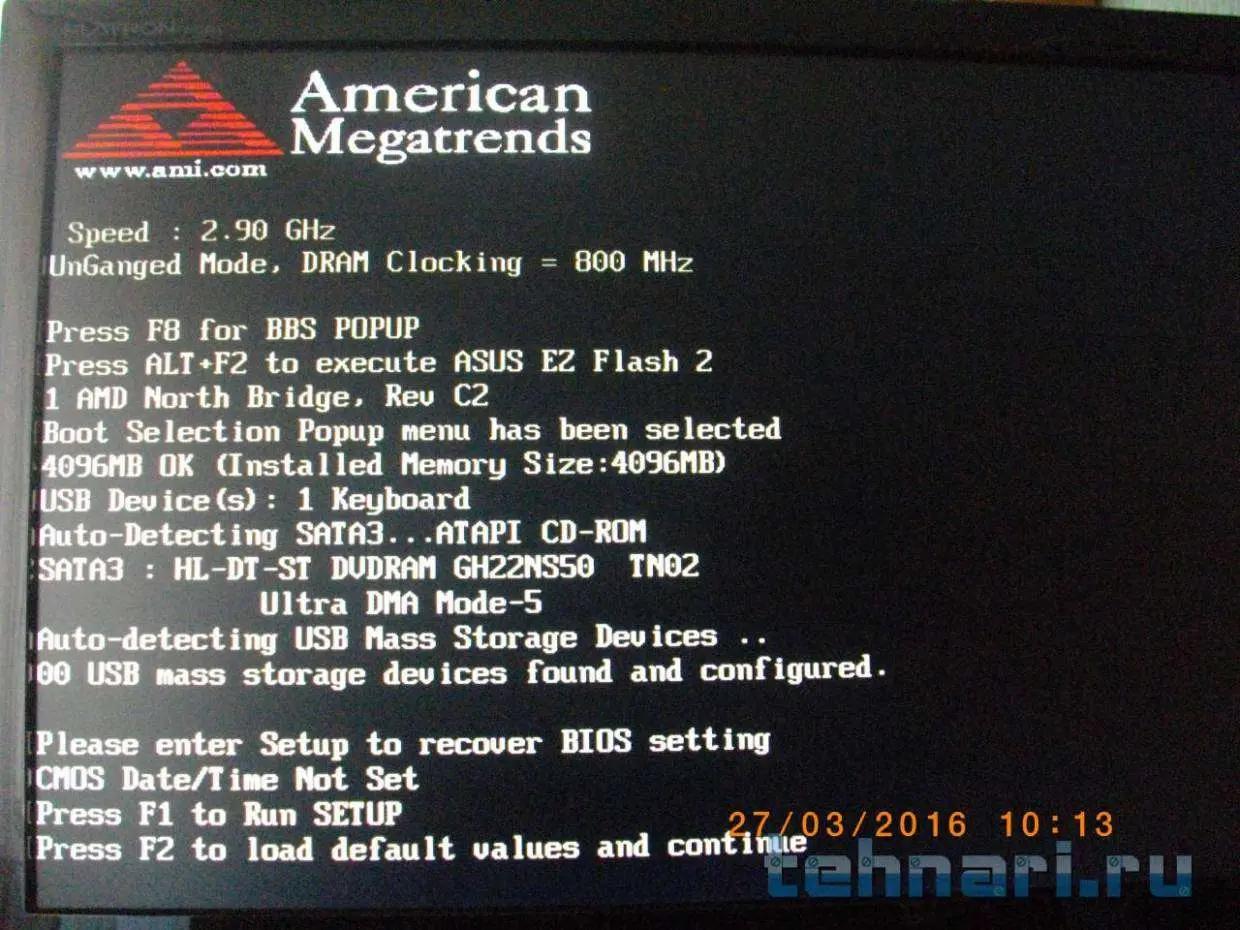 American
Megatrends
www.ami.com
Speed : 2.90 GHz
UnGanged Mode, DRAM Clocking = 800 MHz
Press F8 for BBS POPUP
Press ALT+F2 to execute ASUS EZ Flash 2
1 AMD North Bridge, Rev C2
Boot Selection Popup menu has been selected
4096MB OK (Installed Memory Size:4096MB)
USB Device(s): 1 Keyboard
Auto-Detecting SATA3...ATAPI CD-ROM
SATA3 : HL-DT-ST DVDRAM GH22NS50 TN02
Ultra DMA Mode-5
Auto-detecting USB Mass Storage Devices ..
00 USB mass storage devices found and configured.
Please enter Setup to recover BIOS setting
CMOS Date/Time Not Set
Press F1 to Run SETUP
27/03/2016 10:13
Press F2 to load default values and continue
tehnari.ru